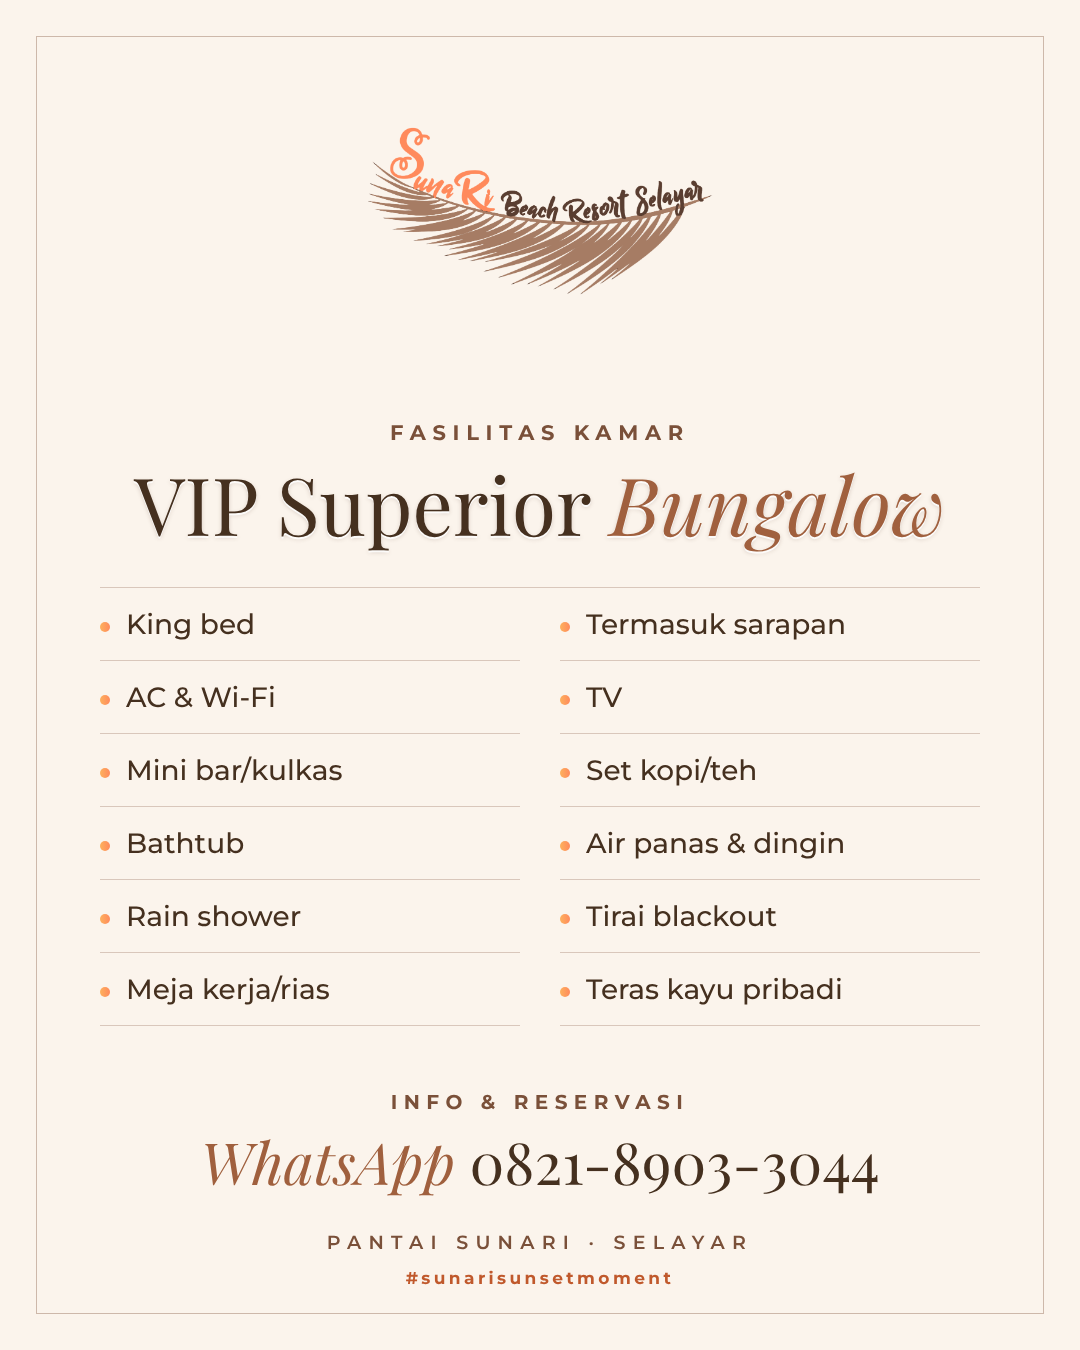 SunaRi Beach Resort Selayar
FASILITAS KAMAR
VIP Superior Bungalow
King bed
Termasuk sarapan
AC & Wi-Fi
TV
Mini bar/kulkas
Set kopi/teh
Bathtub
Air panas & dingin
Rain shower
Tirai blackout
Meja kerja/rias
Teras kayu pribadi
INFO & RESERVASI
WhatsApp 0821-8903-3044
PANTAI SUNARI · SELAYAR
#sunarisunsetmoment